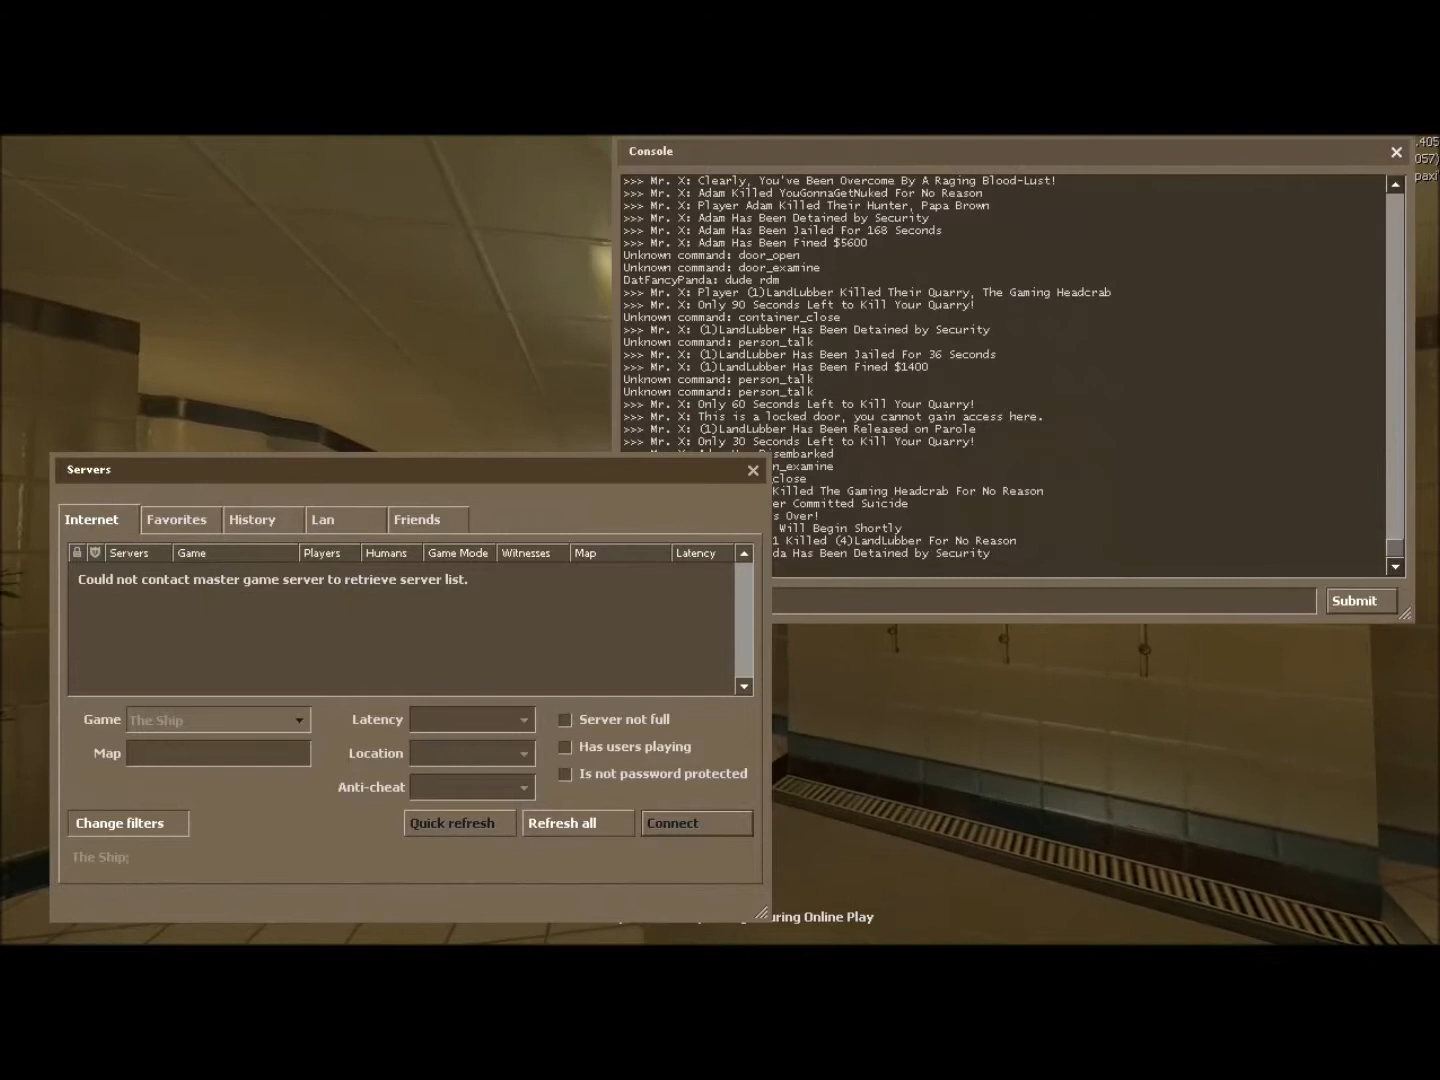 Console
.405
057)
paxi
>>> Mr. X: Clearly, You've Been Overcome By A Raging Blood-Lust!
>>> Mr. X: Adam Killed YouGonnaGetNuked For No Reason
>>> Mr. X: Player Adam Killed Their Hunter, Papa Brown
>>> Mr. X: Adam Has Been Detained by Security
>>> Mr. X: Adam Has Been Jailed For 168 Seconds
>>> Mr. X: Adam Has Been Fined $5600
Unknown command: door_open
Unknown command: door_examine
DatFancyPanda: dude rdm
>>> Mr. X: Player (1)LandLubber Killed Their Quarry, The Gaming Headcrab
>>> Mr. X: Only 90 Seconds Left to Kill Your Quarry!
Unknown command: container_close
>>> Mr. X: (1)LandLubber Has Been Detained by Security
Unknown command: person_talk
>>> Mr. X: (1)LandLubber Has Been Jailed For 36 Seconds
>>> Mr. X: (1)LandLubber Has Been Fined $1400
Unknown command: person_talk
Unknown command: person_talk
>>> Mr. X: Only 60 Seconds Left to Kill Your Quarry!
>>> Mr. X: This is a locked door, you cannot gain access here.
>>> Mr. X: (1)LandLubber Has Been Released on Parole
>>> Mr. X: Only 30 Seconds Left to Kill Your Quarry!
isembarked
n_examine
close
Killed The Gaming Headcrab For No Reason
er Committed Suicide
s Over!
Will Begin Shortly
1 Killed (4)LandLubber For No Reason
da Has Been Detained by Security
Submit
Servers
Internet Favorites History Lan Friends
Servers Game Players Humans Game Mode Witnesses Map Latency
Could not contact master game server to retrieve server list.
Game The Ship Latency Server not full
Map Location Has users playing
Anti-cheat Is not password protected
Change filters Quick refresh Refresh all Connect
The Ship;
uring Online Play